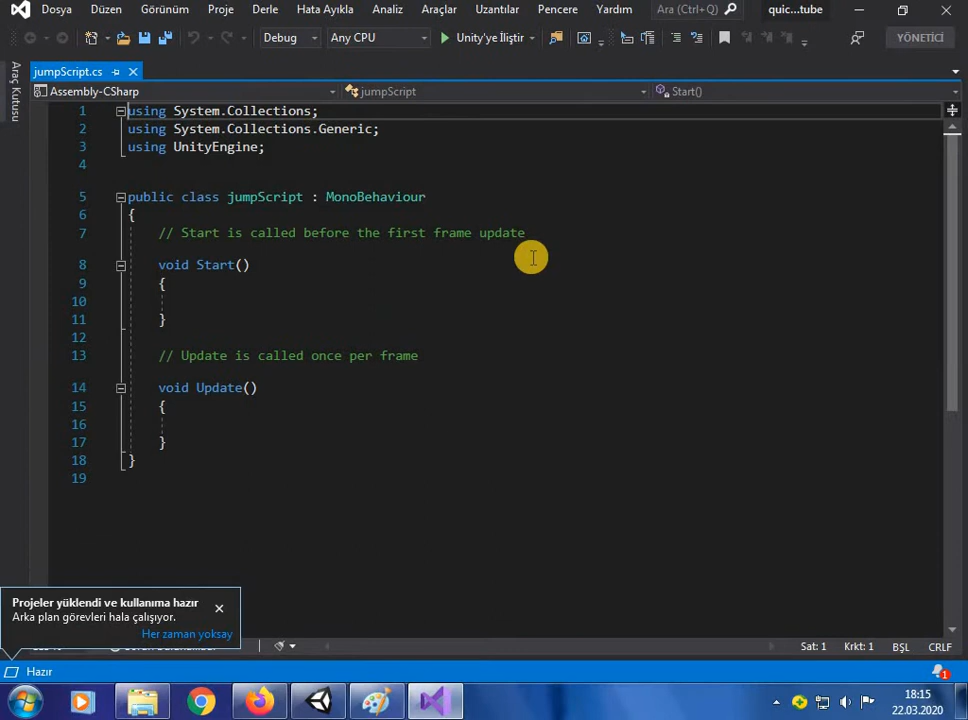 Dosya Düzen Görünüm Proje Derle Hata Ayıkla Analiz Araçlar Uzantılar Pencere Yardım Ara (Ctrl+Q) quic...tube
Debug Any CPU Unity'ye İliştir YÖNETİCİ
Araç Kutusu
jumpScript.cs
Assembly-CSharp jumpScript Start()
1 using System.Collections;
2 using System.Collections.Generic;
3 using UnityEngine;
4
5 public class jumpScript : MonoBehaviour
6 {
7 // Start is called before the first frame update
8 void Start()
9 {
10
11 }
12
13 // Update is called once per frame
14 void Update()
15 {
16
17 }
18 }
19
Projeler yüklendi ve kullanıma hazır
Arka plan görevleri hala çalışıyor.
Her zaman yoksay
Satı: 1 Krkt: 1 BŞL CRLF
Hazır 1
18:15
22.03.2020